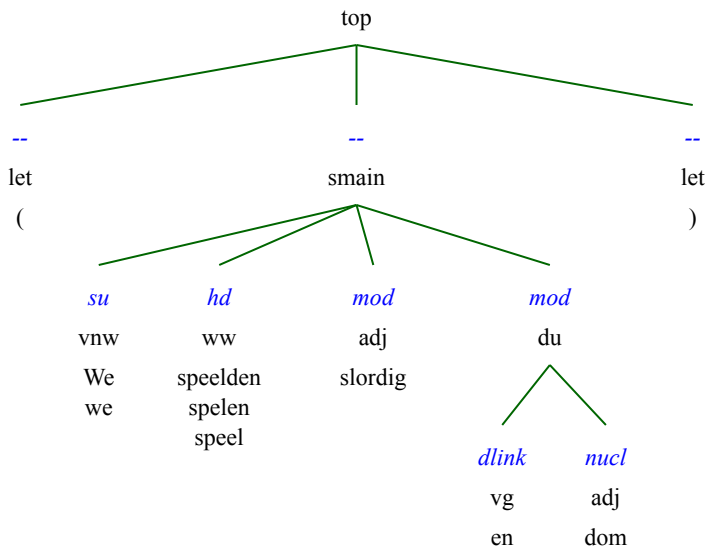 top
-- -- --
let smain let
( )
su hd mod mod
vnw ww adj du
We speelden slordig
we spelen
speel
dlink nucl
vg adj
en dom